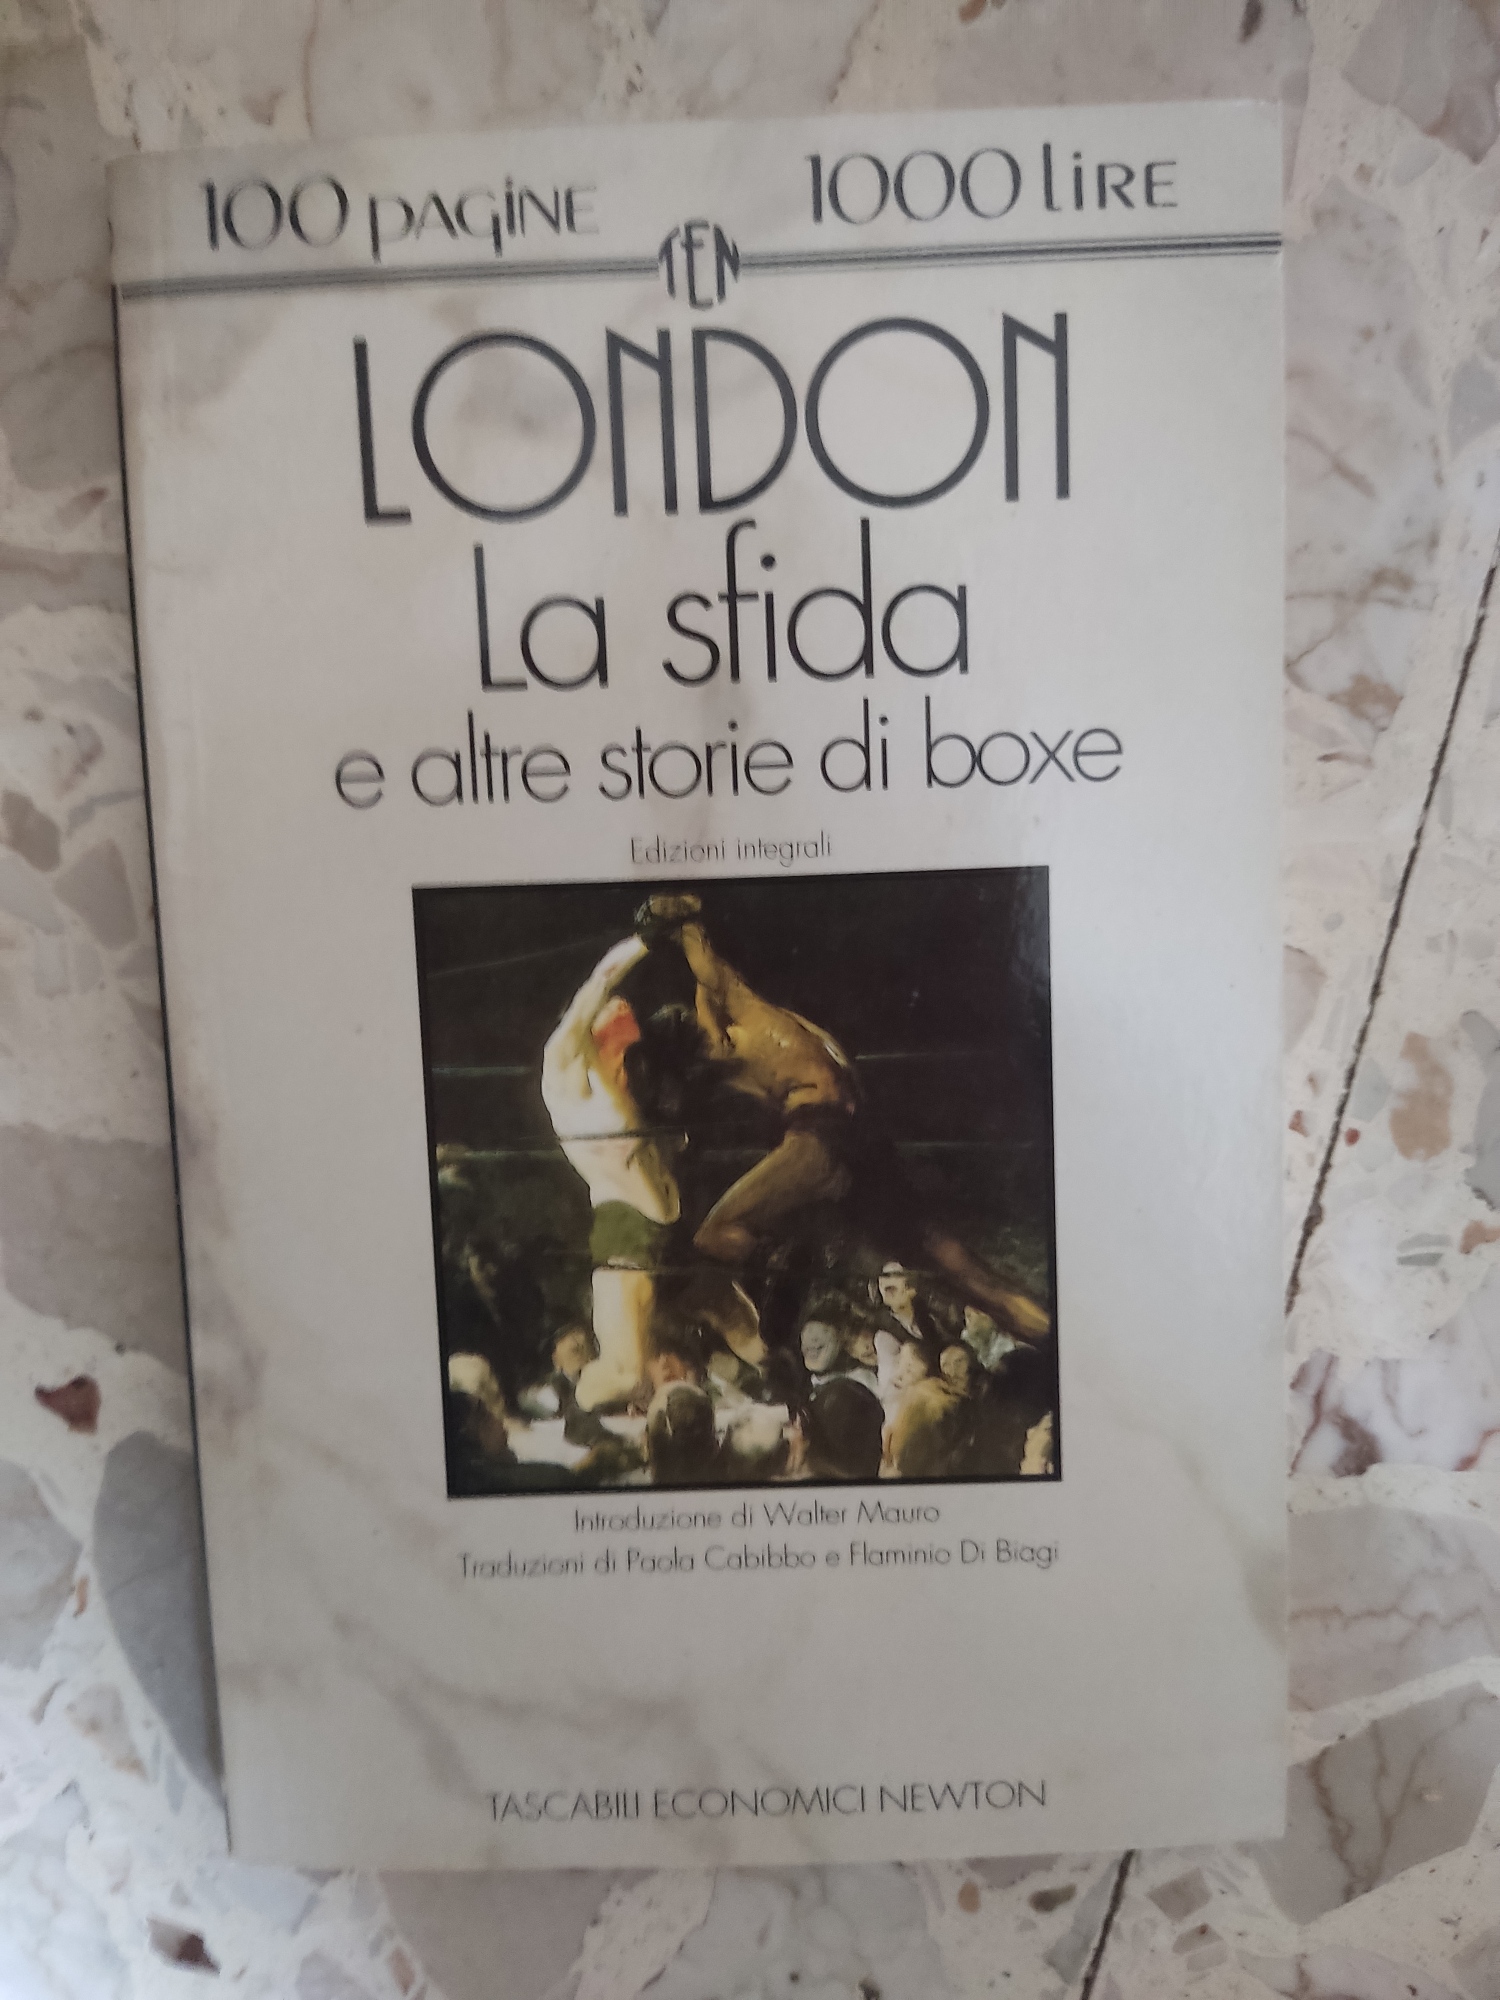 100 pagine 1000 lire
TEN
LONDON
La sfida
e altre storie di boxe
Edizioni integrali
Introduzione di Walter Mauro
Traduzioni di Paola Cabibbo e Flaminio Di Biagi
TASCABILI ECONOMICI NEWTON